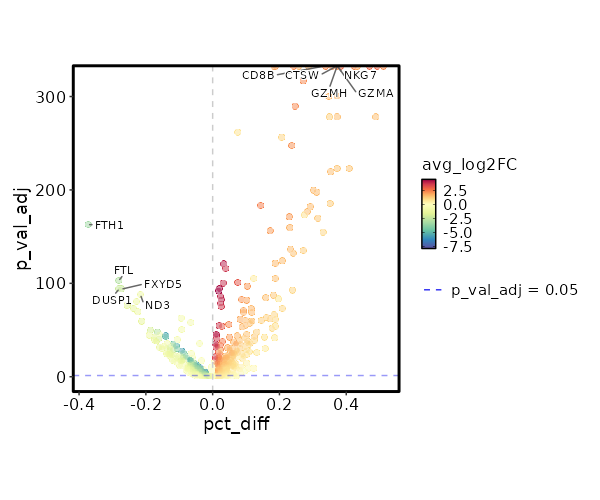 CD8B CTSW NKG7
GZMH GZMA
300
200
100
0
FTH1
FTL
FXYD5
DUSP1
ND3
-0.4 -0.2 0.0 0.2 0.4
pct_diff
p_val_adj
avg_log2FC
2.5
0.0
-2.5
-5.0
-7.5
p_val_adj = 0.05